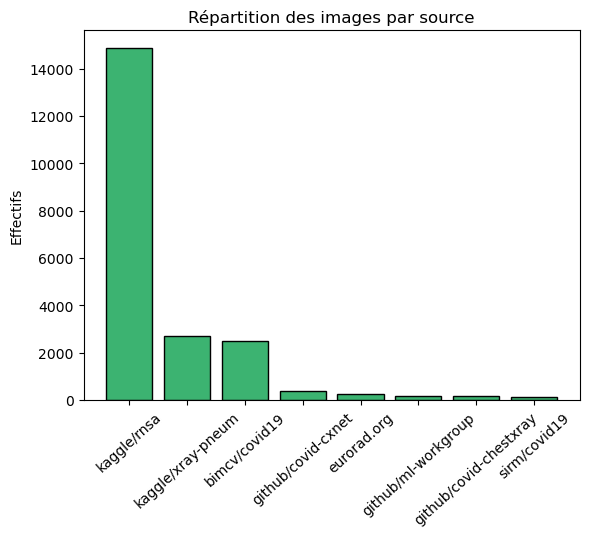 Répartition des images par source
Effectifs
14000
12000
10000
8000
6000
4000
2000
0
kaggle/rnsa
kaggle/xray-pneum
bimcv/covid19
github/covid-cxnet
eurorad.org
github/ml-workgroup
github/covid-chestxray
sirm/covid19